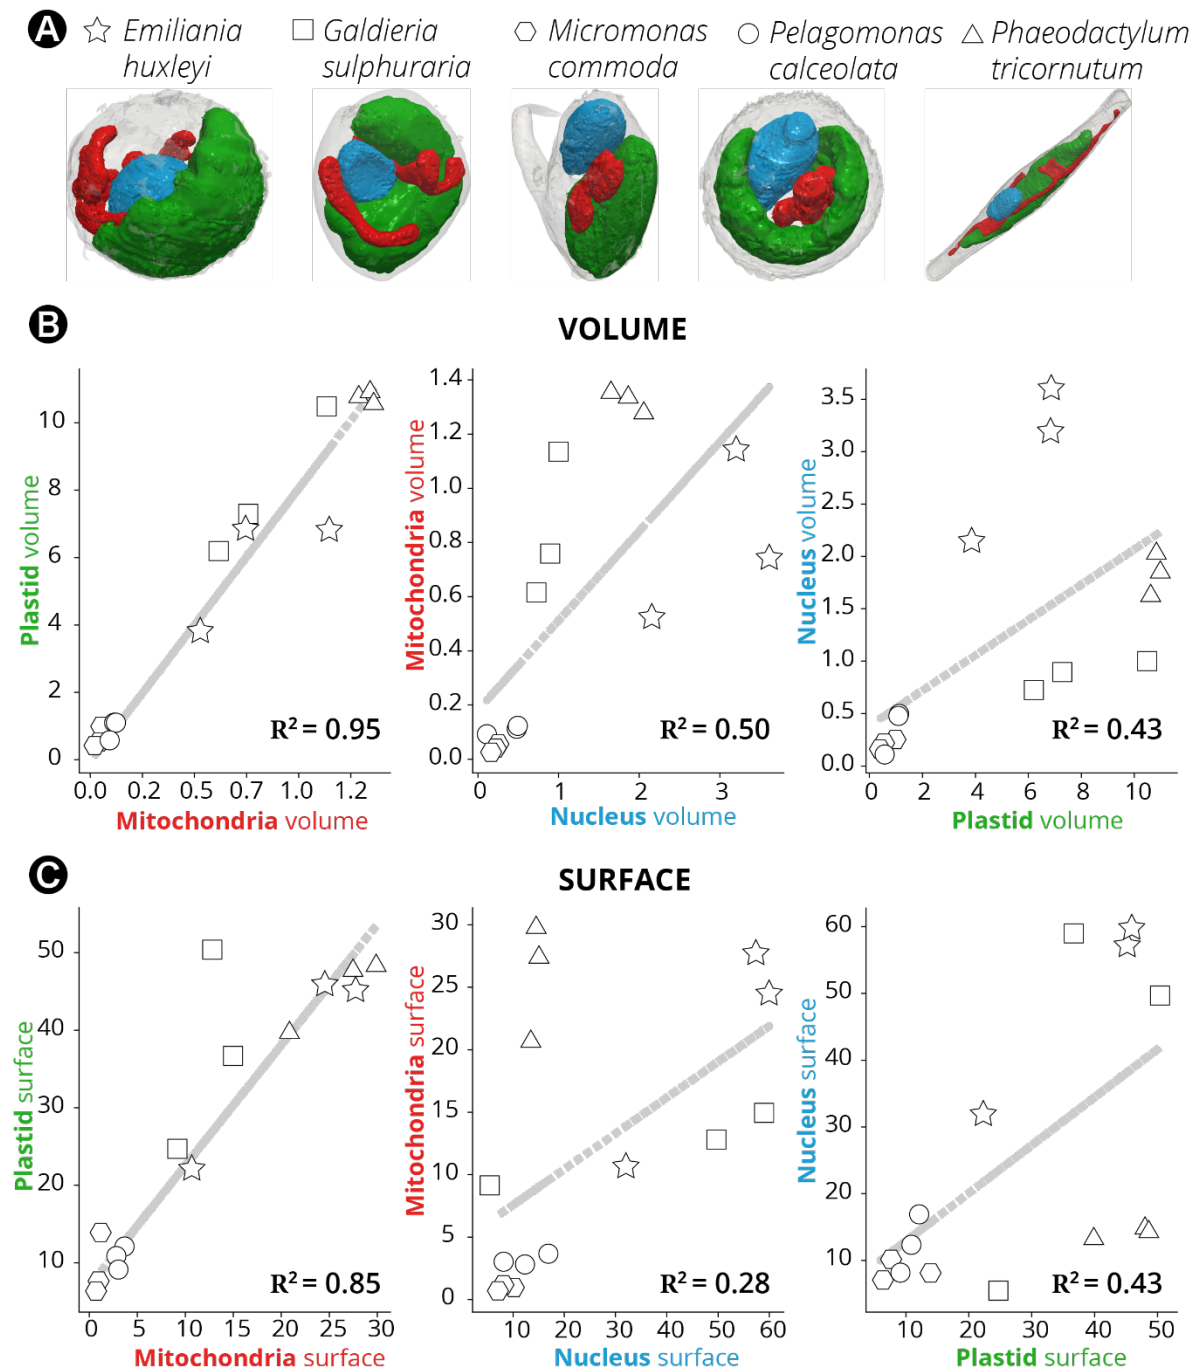 A
Emiliania huxleyi
Galdieria sulphuraria
Micromonas commoda
Pelagomonas calceolata
Phaeodactylum tricornutum
B
VOLUME
Plastid volume
10
8
6
4
2
0
R² = 0.95
0.0 0.2 0.5 0.7 1.0 1.2
Mitochondria volume
Mitochondria volume
1.4
1.2
1.0
0.8
0.6
0.4
0.2
0.0
R² = 0.50
0 1 2 3
Nucleus volume
Nucleus volume
3.5
3.0
2.5
2.0
1.5
1.0
0.5
0.0
R² = 0.43
0 2 4 6 8 10
Plastid volume
C
SURFACE
Plastid surface
50
40
30
20
10
R² = 0.85
0 5 10 15 20 25 30
Mitochondria surface
Mitochondria surface
30
25
20
15
10
5
0
R² = 0.28
10 20 30 40 50 60
Nucleus surface
Nucleus surface
60
50
40
30
20
10
R² = 0.43
10 20 30 40 50
Plastid surface